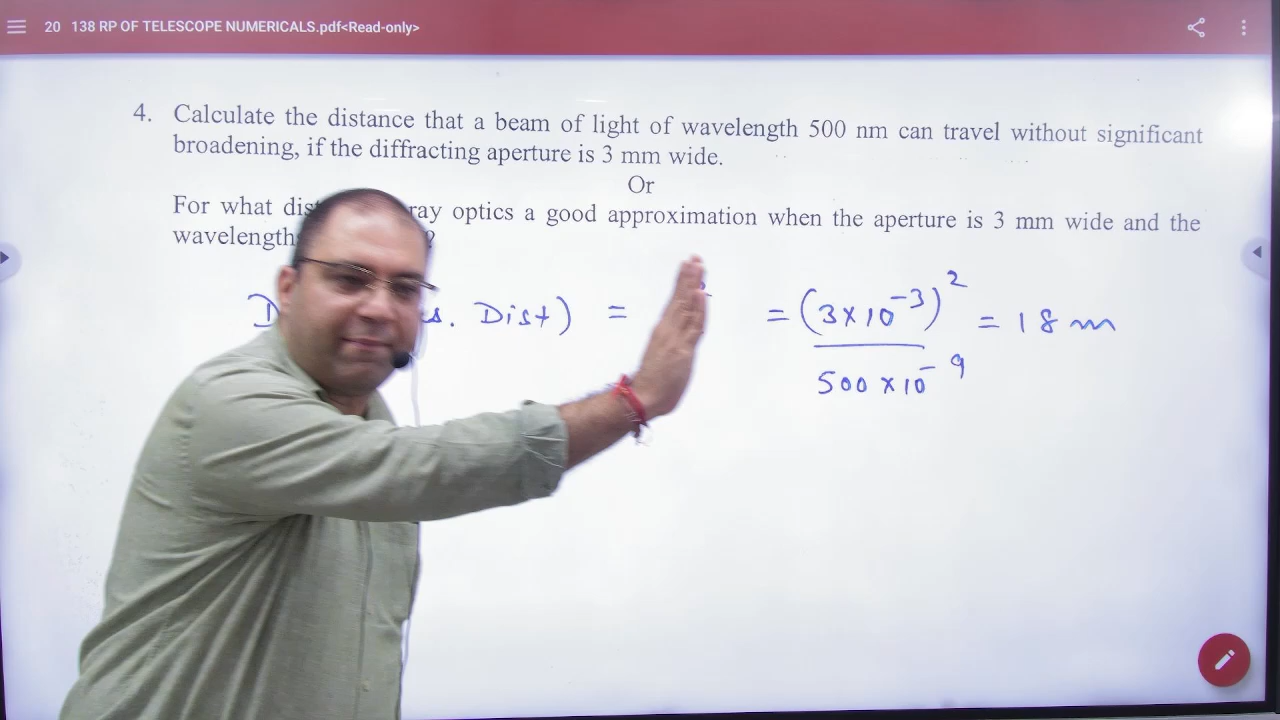 20 138 RP OF TELESCOPE NUMERICALS.pdf<Read-only>
4. Calculate the distance that a beam of light of wavelength 500 nm can travel without significant
broadening, if the diffracting aperture is 3 mm wide.
Or
For what ray optics a good approximation when the aperture is 3 mm wide and the
wavelength ?
D s. Dist) = = (3×10⁻³)² / 500×10⁻⁹ = 18 m